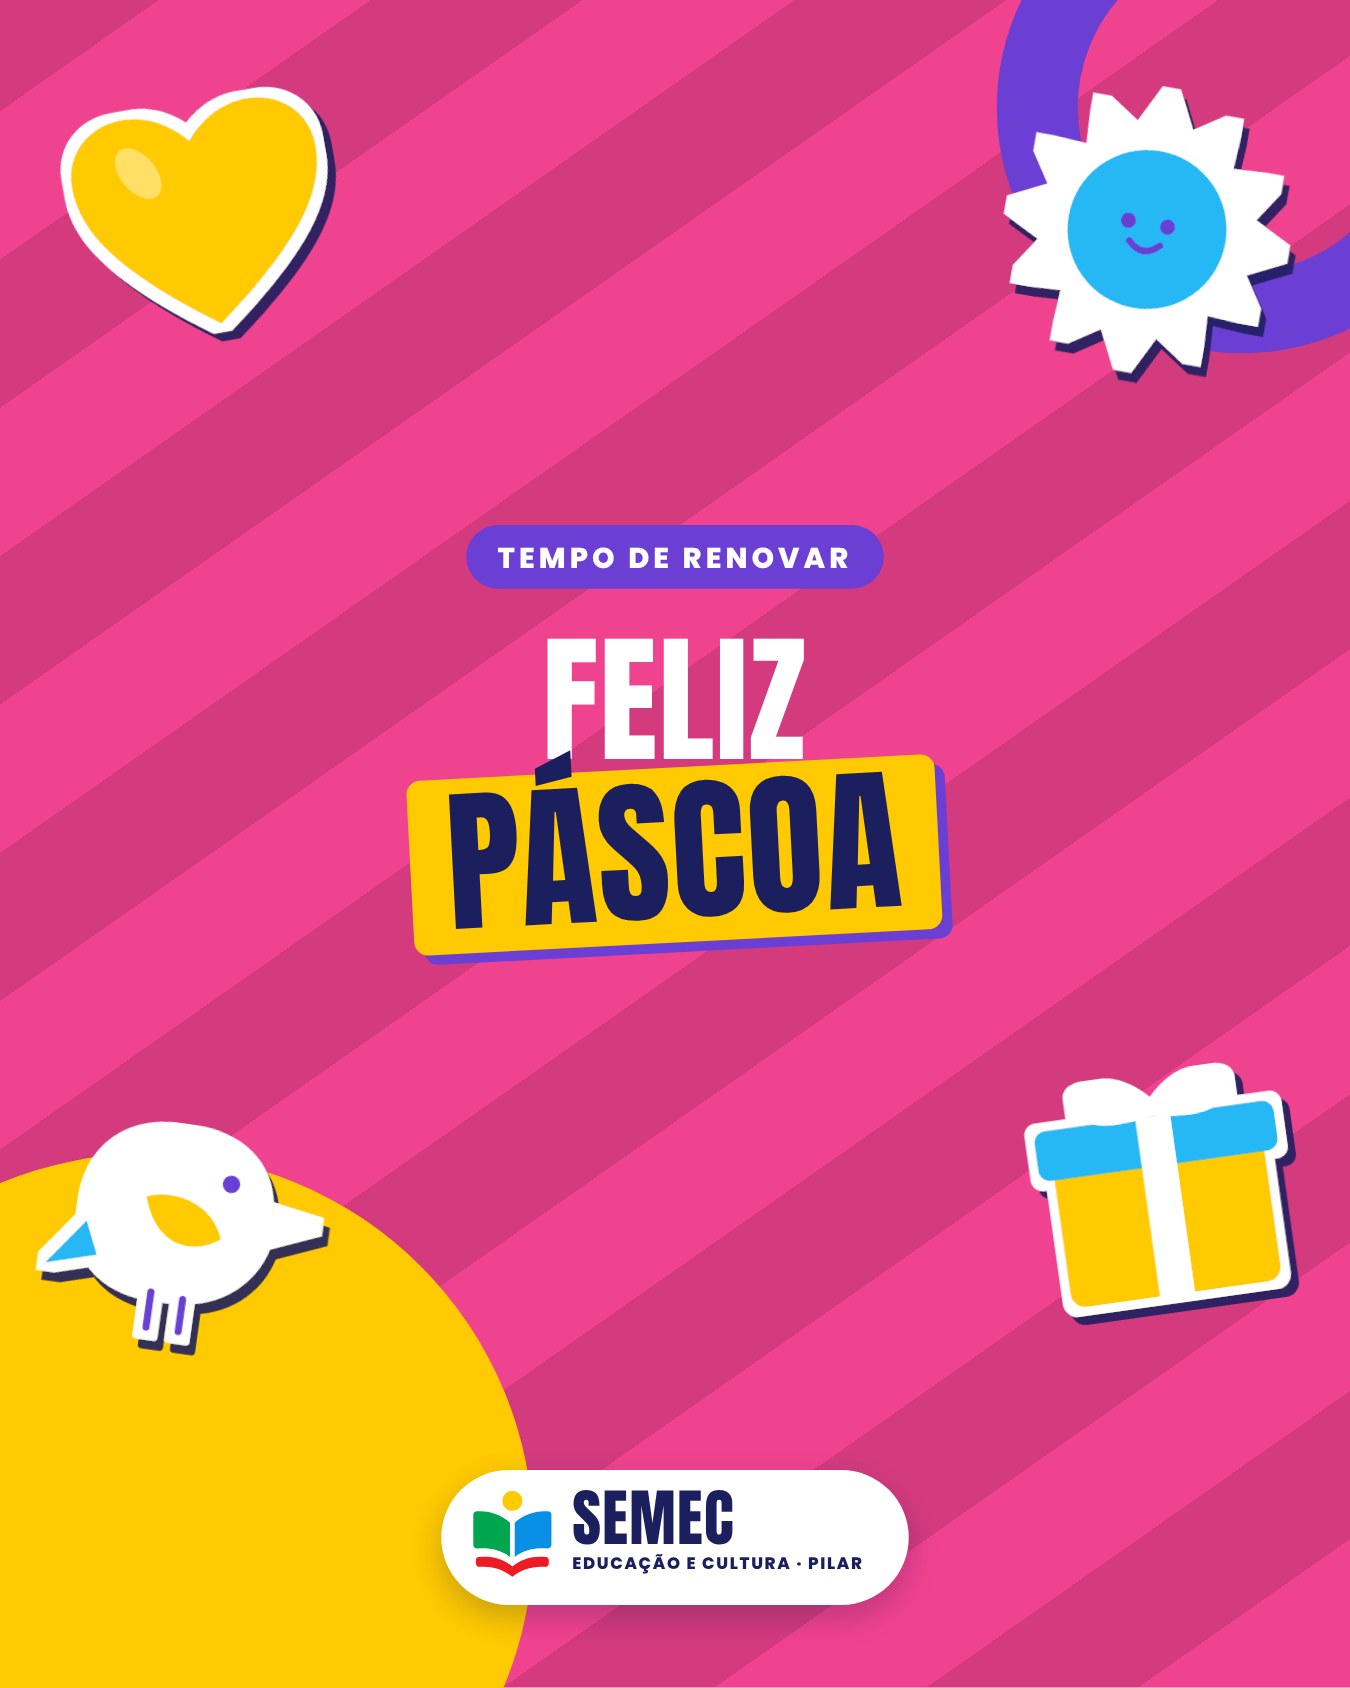 TEMPO DE RENOVAR
FELIZ
PÁSCOA
SEMEC
EDUCAÇÃO E CULTURA · PILAR